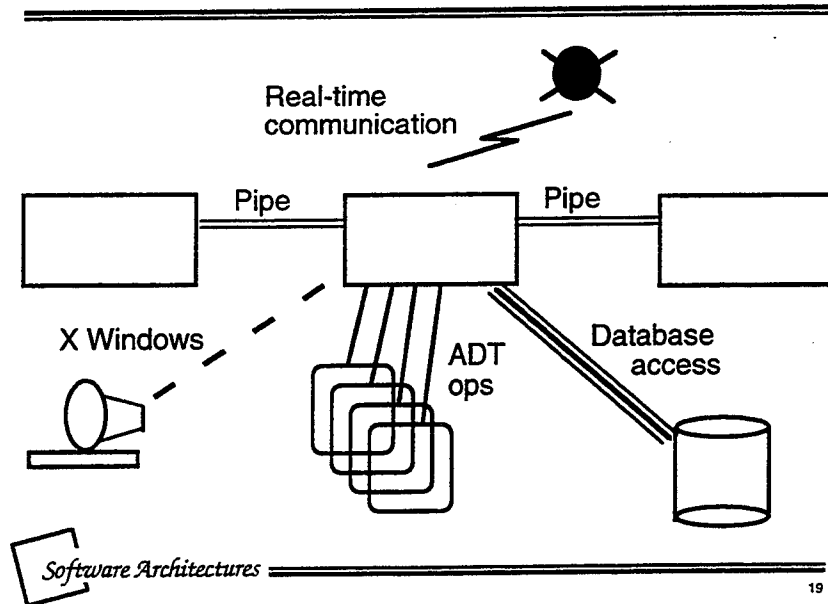 Real-time
communication
Pipe
Pipe
X Windows
ADT
ops
Database
access
Software Architectures
19